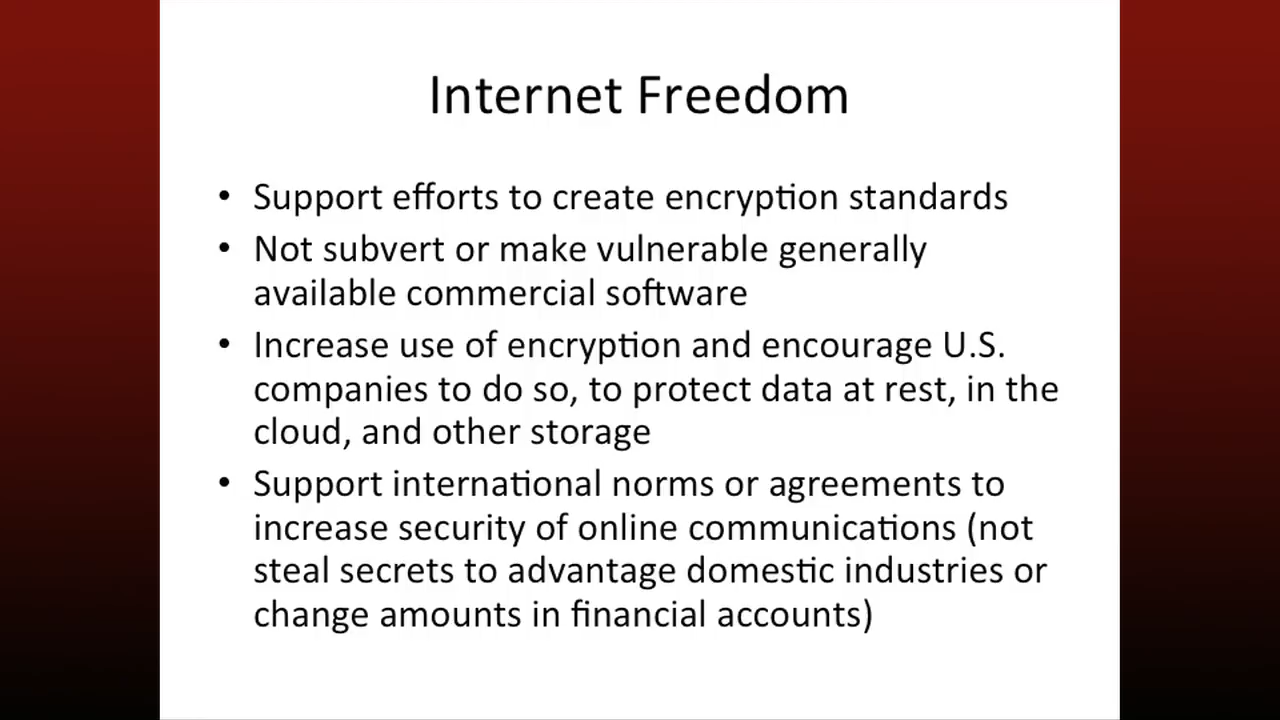 Internet Freedom
• Support efforts to create encryption standards
• Not subvert or make vulnerable generally
available commercial software
• Increase use of encryption and encourage U.S.
companies to do so, to protect data at rest, in the
cloud, and other storage
• Support international norms or agreements to
increase security of online communications (not
steal secrets to advantage domestic industries or
change amounts in financial accounts)